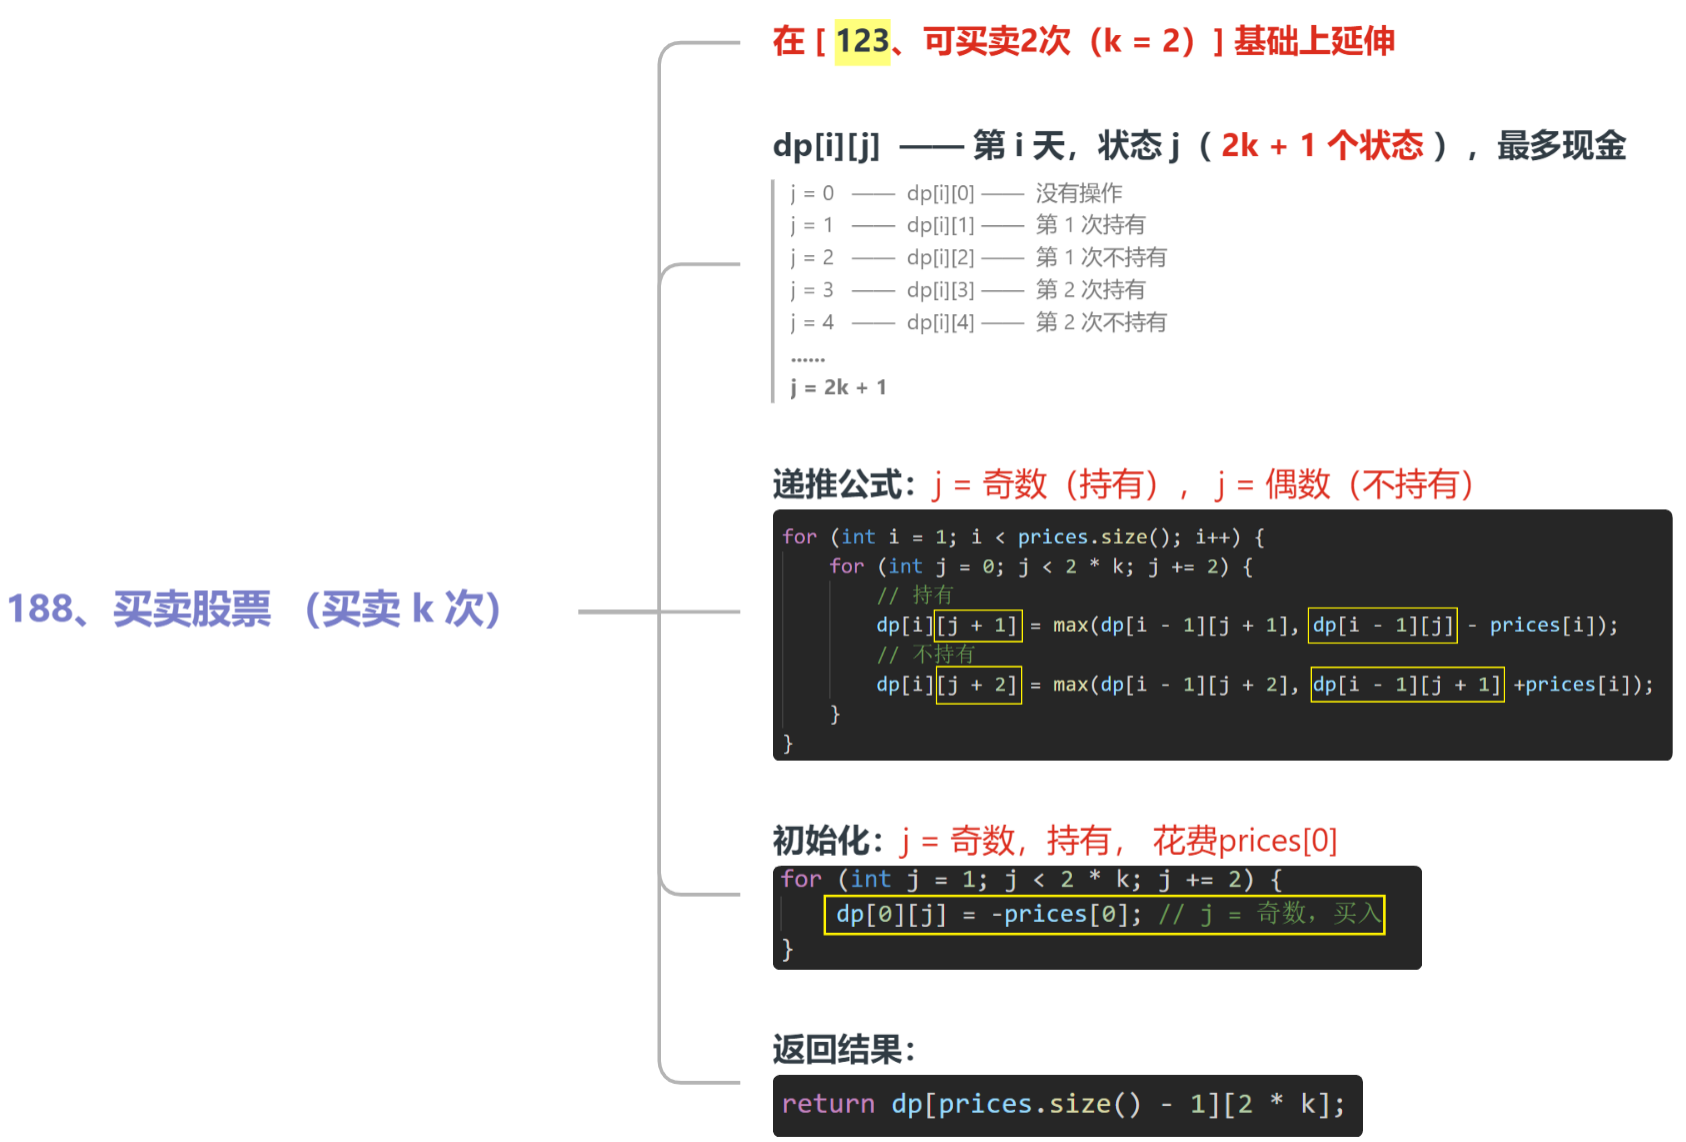 188、买卖股票 （买卖 k 次）
在 [ 123、可买卖2次（k = 2）] 基础上延伸
dp[i][j] —— 第 i 天，状态 j（ 2k + 1 个状态 ），最多现金
j = 0 —— dp[i][0] —— 没有操作
j = 1 —— dp[i][1] —— 第 1 次持有
j = 2 —— dp[i][2] —— 第 1 次不持有
j = 3 —— dp[i][3] —— 第 2 次持有
j = 4 —— dp[i][4] —— 第 2 次不持有
......
j = 2k + 1
递推公式：j = 奇数（持有），j = 偶数（不持有）
for (int i = 1; i < prices.size(); i++) {
for (int j = 0; j < 2 * k; j += 2) {
// 持有
dp[i][j + 1] = max(dp[i - 1][j + 1], dp[i - 1][j] - prices[i]);
// 不持有
dp[i][j + 2] = max(dp[i - 1][j + 2], dp[i - 1][j + 1] +prices[i]);
}
}
初始化：j = 奇数，持有， 花费prices[0]
for (int j = 1; j < 2 * k; j += 2) {
dp[0][j] = -prices[0]; // j = 奇数，买入
}
返回结果：
return dp[prices.size() - 1][2 * k];